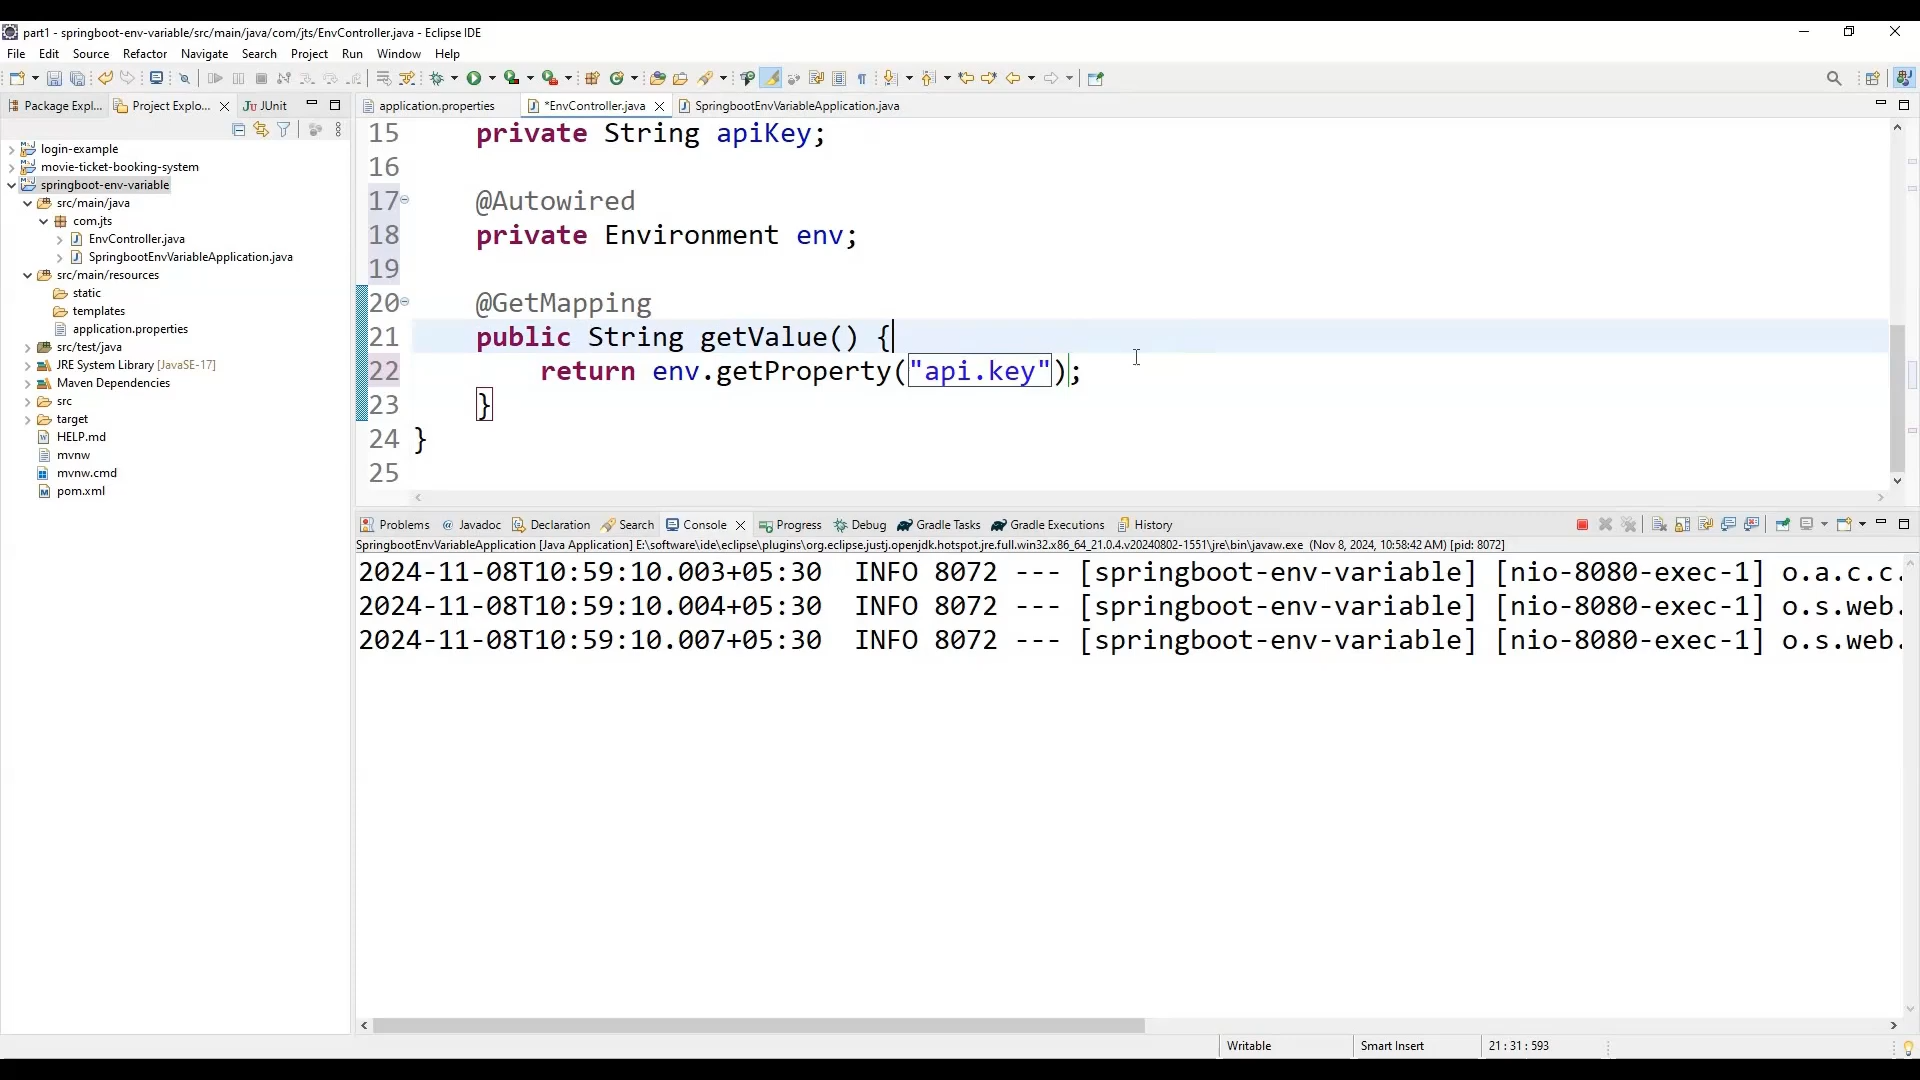 part1 - springboot-env-variable/src/main/java/com/jts/EnvController.java - Eclipse IDE
File Edit Source Refactor Navigate Search Project Run Window Help
Package Expl... Project Explo... JUnit
application.properties *EnvController.java SpringbootEnvVariableApplication.java
login-example
movie-ticket-booking-system
springboot-env-variable
src/main/java
com.jts
EnvController.java
SpringbootEnvVariableApplication.java
src/main/resources
static
templates
application.properties
src/test/java
JRE System Library [JavaSE-17]
Maven Dependencies
src
target
HELP.md
mvnw
mvnw.cmd
pom.xml
15 private String apiKey;
16
17 @Autowired
18 private Environment env;
19
20 @GetMapping
21 public String getValue() {
22 return env.getProperty("api.key");
23 }
24 }
25
Problems Javadoc Declaration Search Console Progress Debug Gradle Tasks Gradle Executions History
SpringbootEnvVariableApplication [Java Application] E:\software\ide\eclipse\plugins\org.eclipse.justj.openjdk.hotspot.jre.full.win32.x86_64_21.0.4.v20240802-1551\jre\bin\javaw.exe (Nov 8, 2024, 10:58:42 AM) [pid: 8072]
2024-11-08T10:59:10.003+05:30 INFO 8072 --- [springboot-env-variable] [nio-8080-exec-1] o.a.c.c.
2024-11-08T10:59:10.004+05:30 INFO 8072 --- [springboot-env-variable] [nio-8080-exec-1] o.s.web.
2024-11-08T10:59:10.007+05:30 INFO 8072 --- [springboot-env-variable] [nio-8080-exec-1] o.s.web.
Writable Smart Insert 21 : 31 : 593